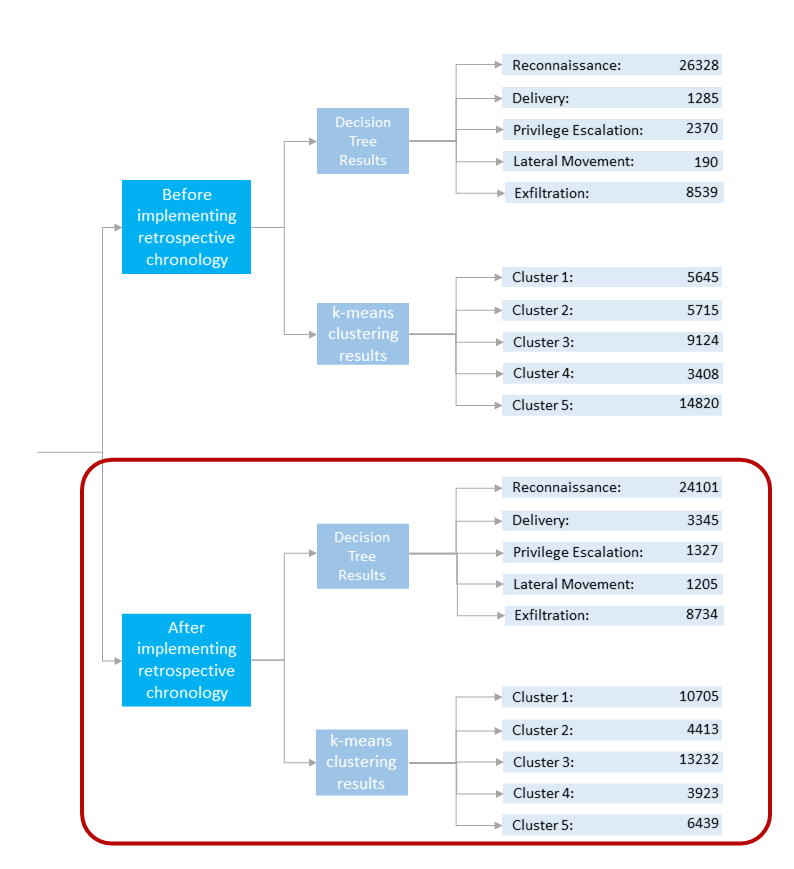 Reconnaissance: 26328
Delivery: 1285
Privilege Escalation: 2370
Lateral Movement: 190
Exfiltration: 8539
Decision
Tree
Results
Before
implementing
retrospective
chronology
Cluster 1: 5645
Cluster 2: 5715
Cluster 3: 9124
Cluster 4: 3408
Cluster 5: 14820
k-means
clustering
results
Reconnaissance: 24101
Delivery: 3345
Privilege Escalation: 1327
Lateral Movement: 1205
Exfiltration: 8734
Decision
Tree
Results
After
implementing
retrospective
chronology
Cluster 1: 10705
Cluster 2: 4413
Cluster 3: 13232
Cluster 4: 3923
Cluster 5: 6439
k-means
clustering
results